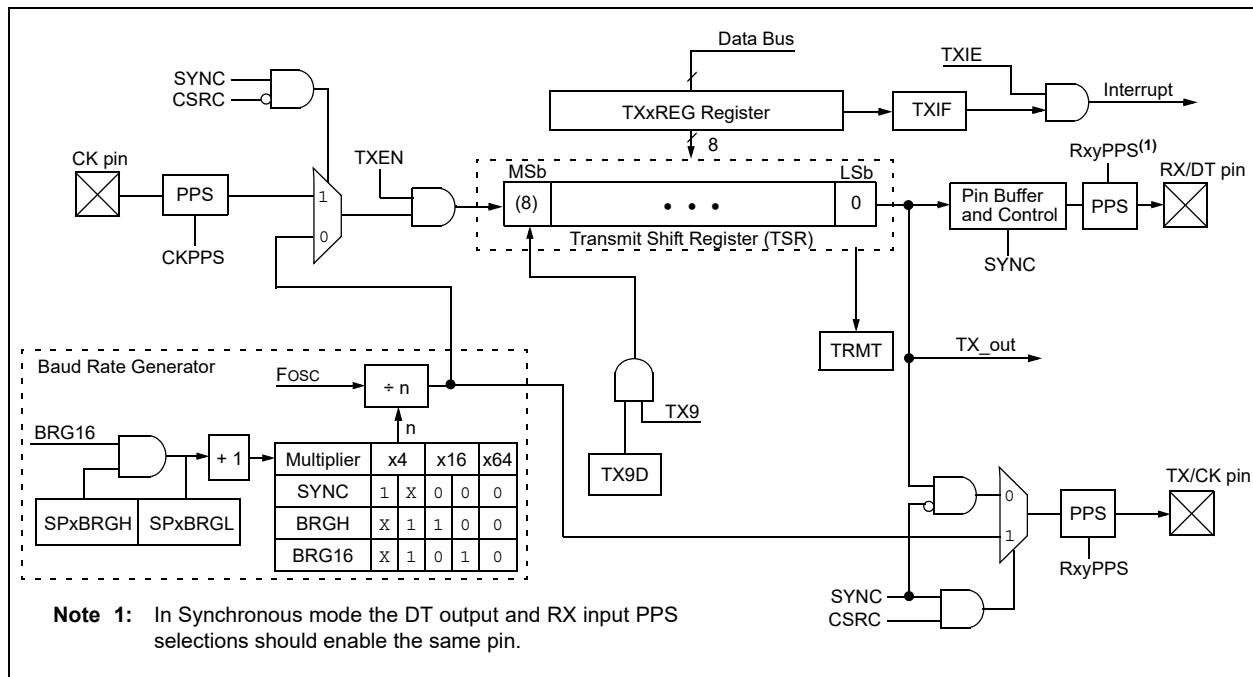 Data Bus
TXIE
SYNC
CSRC
TXxREG Register
TXIF
Interrupt
8
CK pin
TXEN
RxyPPS(1)
RX/DT pin
MSb
LSb
PPS
1
(8)
• • •
0
Pin Buffer
and Control
PPS
0
Transmit Shift Register (TSR)
CKPPS
SYNC
TRMT
Baud Rate Generator
FOSC
÷ n
TX_out
n
TX9
BRG16
+ 1
Multiplier x4 x16 x64
TX9D
SYNC 1 X 0 0 0
SPxBRGH SPxBRGL
BRGH X 1 1 0 0
BRG16 X 1 0 1 0
TX/CK pin
0
PPS
1
RxyPPS
SYNC
CSRC
Note 1: In Synchronous mode the DT output and RX input PPS
selections should enable the same pin.